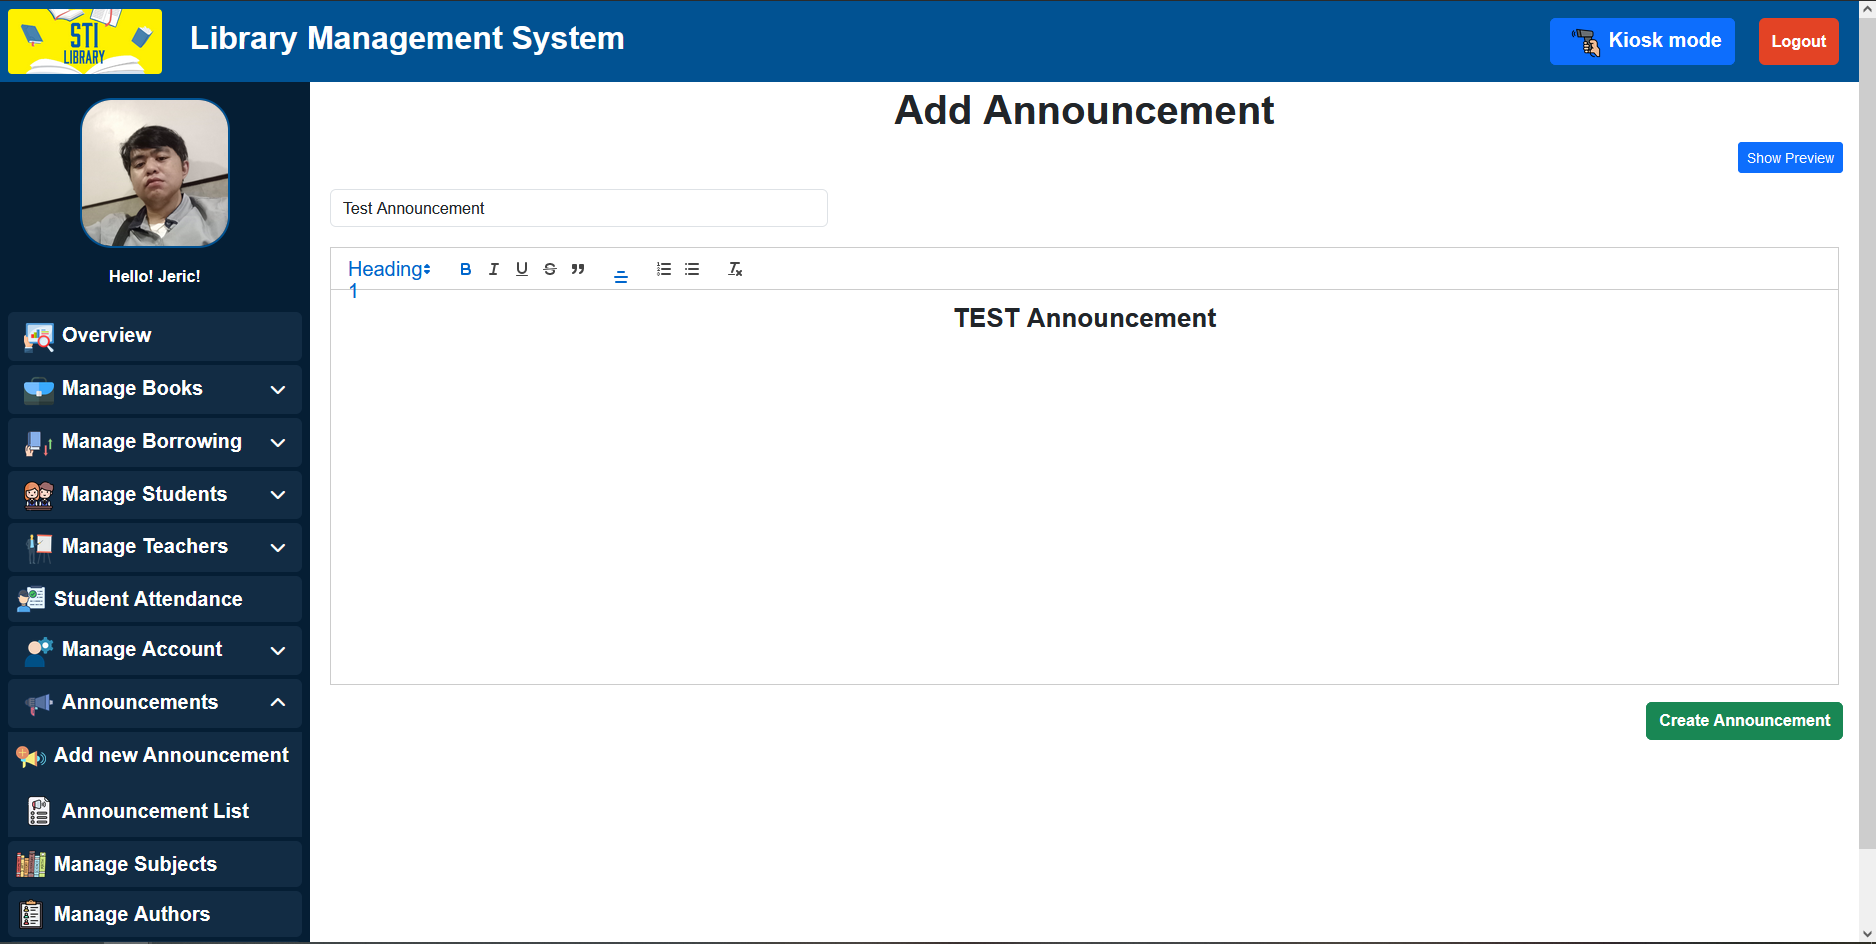 STI
LIBRARY
Library Management System
Kiosk mode
Logout
Hello! Jeric!
Overview
Manage Books
Manage Borrowing
Manage Students
Manage Teachers
Student Attendance
Manage Account
Announcements
Add new Announcement
Announcement List
Manage Subjects
Manage Authors
Add Announcement
Show Preview
Test Announcement
Heading
1
B I U S
TEST Announcement
Create Announcement